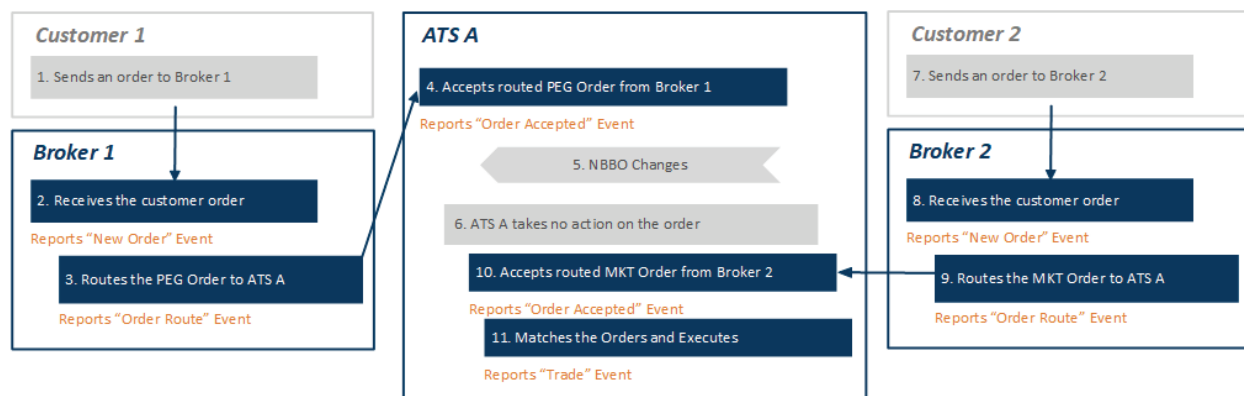 Customer 1
1. Sends an order to Broker 1
Broker 1
2. Receives the customer order
Reports "New Order" Event
3. Routes the PEG Order to ATS A
Reports "Order Route" Event
ATS A
4. Accepts routed PEG Order from Broker 1
Reports "Order Accepted" Event
5. NBBO Changes
6. ATS A takes no action on the order
10. Accepts routed MKT Order from Broker 2
Reports "Order Accepted" Event
11. Matches the Orders and Executes
Reports "Trade" Event
Customer 2
7. Sends an order to Broker 2
Broker 2
8. Receives the customer order
Reports "New Order" Event
9. Routes the MKT Order to ATS A
Reports "Order Route" Event